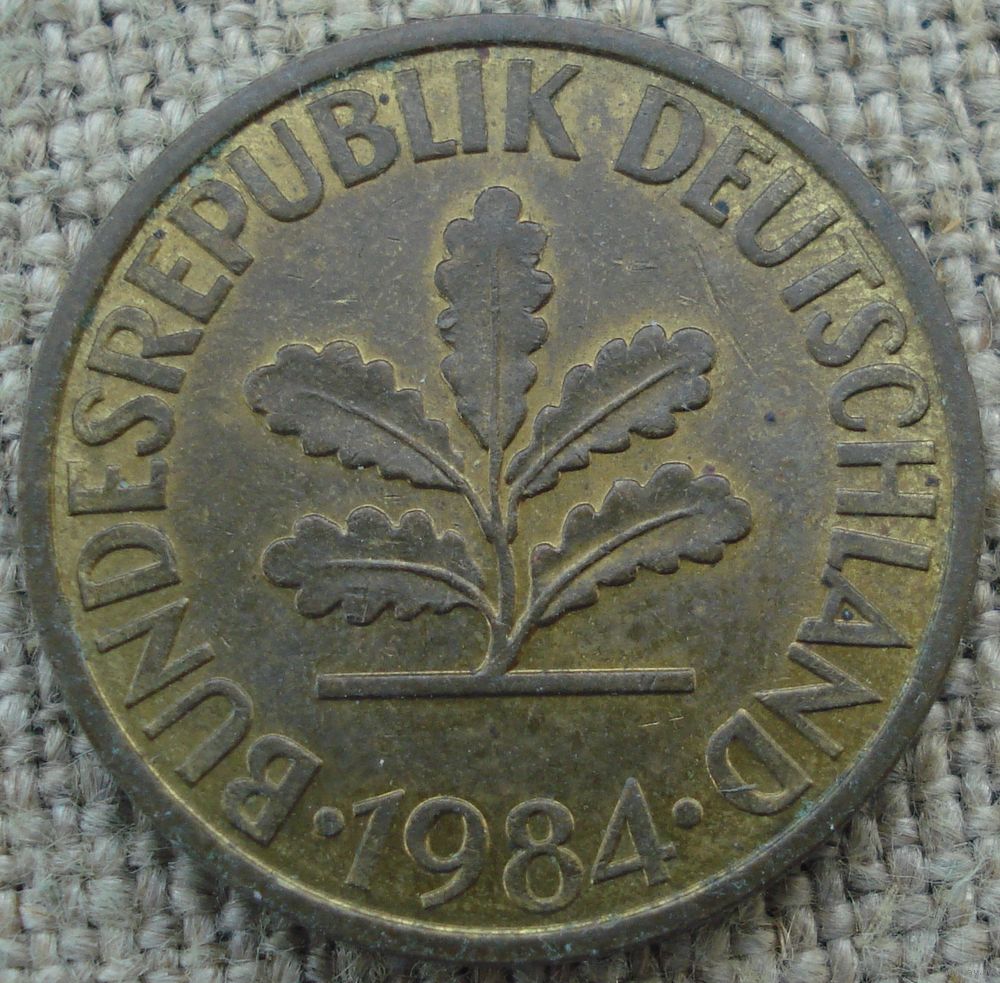 BUNDESREPUBLIK DEUTSCHLAND
· 1984 ·